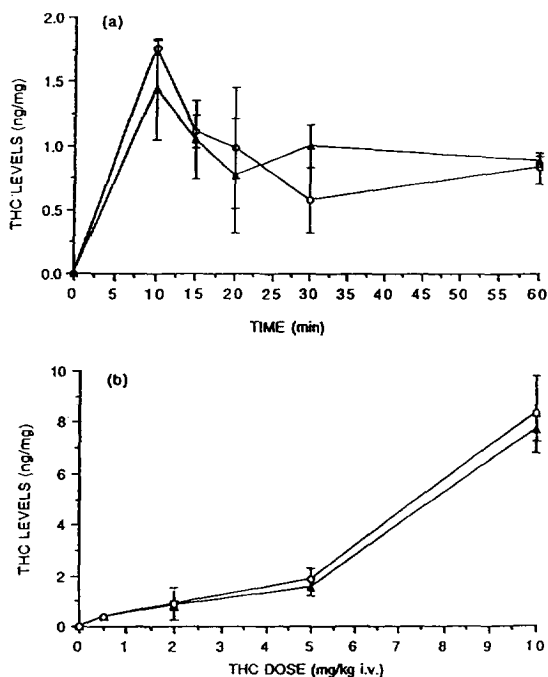 (a)
THC LEVELS (ng/mg)
2.0
1.5
1.0
0.5
0.0
0 5 10 15 20 25 30 35 40 45 50 55 60
TIME (min)
(b)
THC LEVELS (ng/mg)
10
8
6
4
2
0
0 1 2 3 4 5 6 7 8 9 10
THC DOSE (mg/kg i.v.)